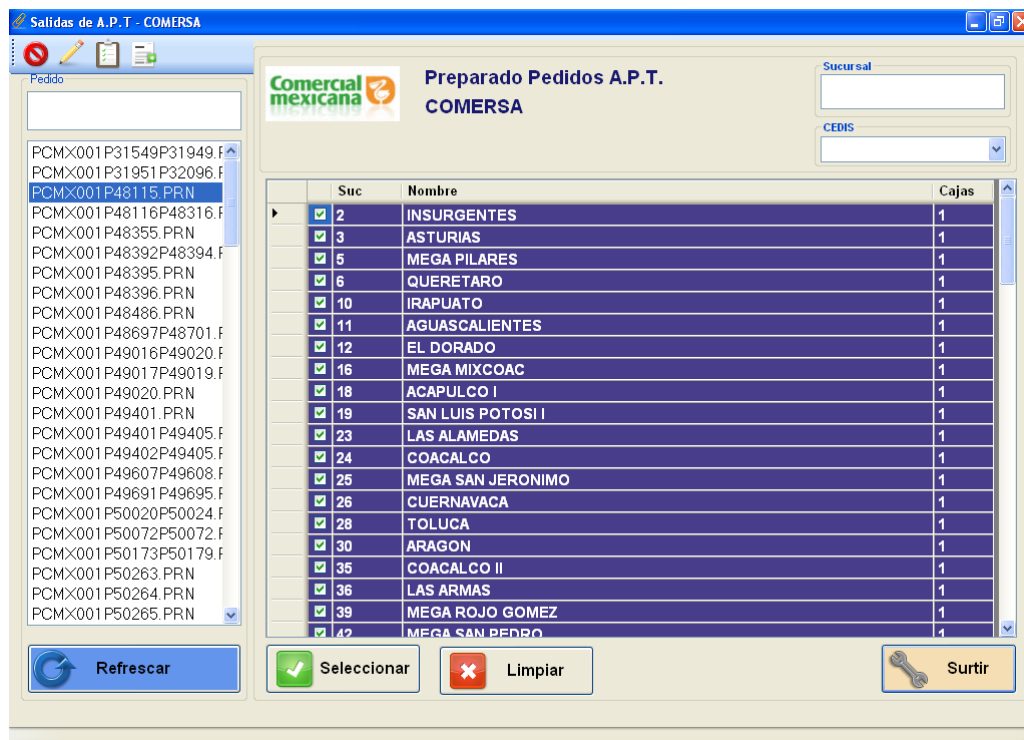 Salidas de A.P.T - COMERSA
Pedido
PCMX001P31549P31949.F
PCMX001P31951P32096.F
PCMX001P48115.PRN
PCMX001P48116P48316.F
PCMX001P48355.PRN
PCMX001P48392P48394.F
PCMX001P48395.PRN
PCMX001P48396.PRN
PCMX001P48486.PRN
PCMX001P48697P48701.F
PCMX001P49016P49020.F
PCMX001P49017P49019.F
PCMX001P49020.PRN
PCMX001P49401.PRN
PCMX001P49401P49405.F
PCMX001P49402P49405.F
PCMX001P49607P49608.F
PCMX001P49691P49695.F
PCMX001P50020P50024.F
PCMX001P50072P50072.F
PCMX001P50173P50179.F
PCMX001P50263.PRN
PCMX001P50264.PRN
PCMX001P50265.PRN
Refrescar
Comercial
mexicana
Preparado Pedidos A.P.T.
COMERSA
Sucursal
CEDIS
Suc Nombre Cajas
2 INSURGENTES 1
3 ASTURIAS 1
5 MEGA PILARES 1
6 QUERETARO 1
10 IRAPUATO 1
11 AGUASCALIENTES 1
12 EL DORADO 1
16 MEGA MIXCOAC 1
18 ACAPULCO I 1
19 SAN LUIS POTOSI I 1
23 LAS ALAMEDAS 1
24 COACALCO 1
25 MEGA SAN JERONIMO 1
26 CUERNAVACA 1
28 TOLUCA 1
30 ARAGON 1
35 COACALCO II 1
36 LAS ARMAS 1
39 MEGA ROJO GOMEZ 1
42 MEGA SAN PEDRO 1
Seleccionar
Limpiar
Surtir